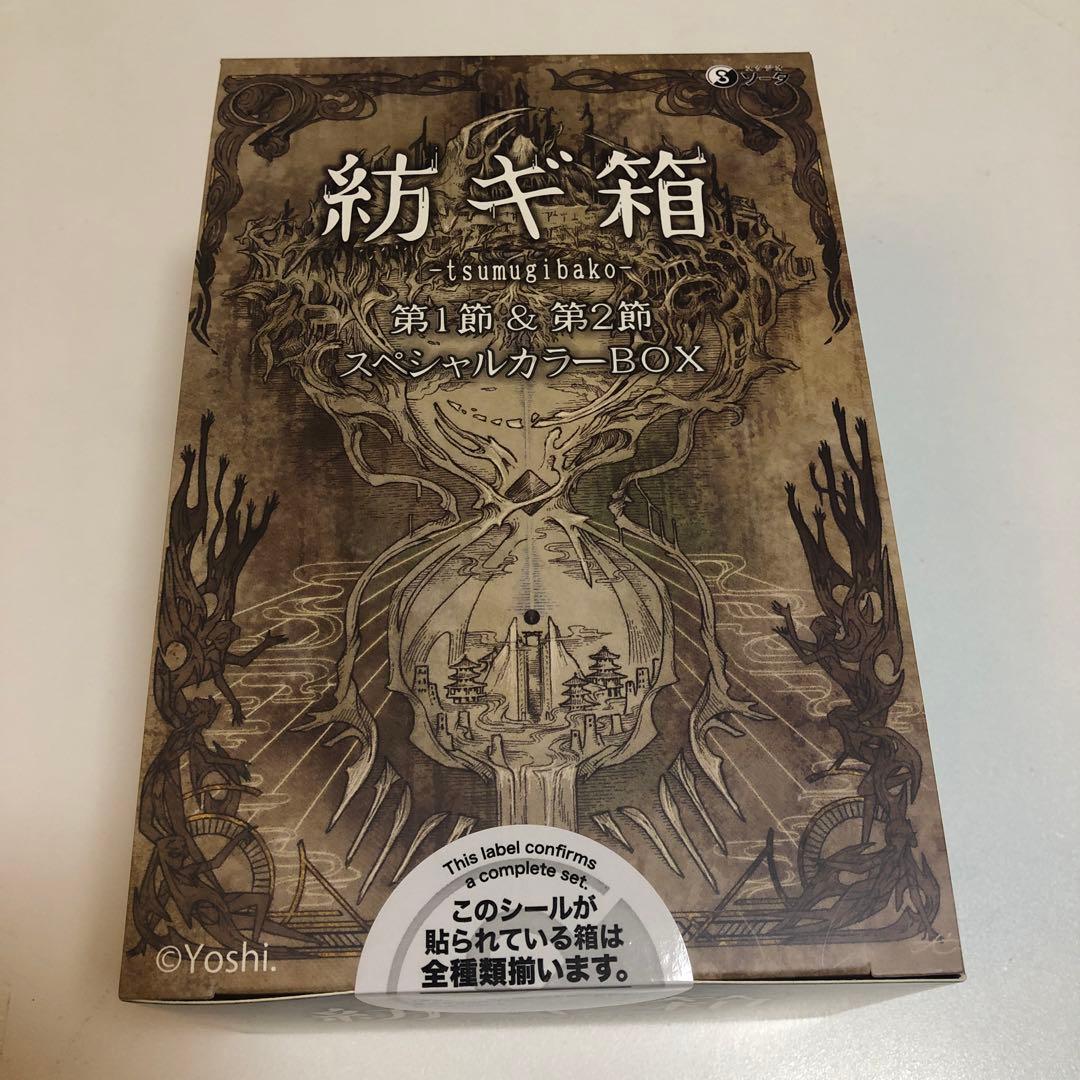 ソータ
紡ギ箱
-tsumugibako-
第1節 & 第2節
スペシャルカラーBOX
This label confirms
a complete set.
このシールが
貼られている箱は
全種類揃います。
©Yoshi.